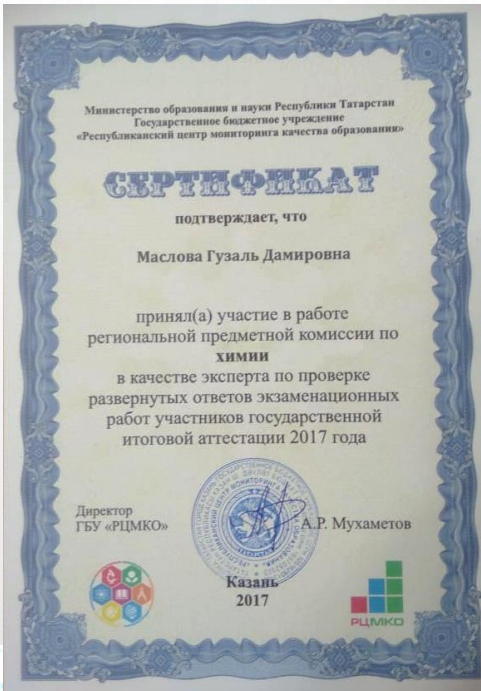 Министерство образования и науки Республики Татарстан
Государственное бюджетное учреждение
«Республиканский центр мониторинга качества образования»
СЕРТИФИКАТ
подтверждает, что
Маслова Гузаль Дамировна
принял(а) участие в работе
региональной предметной комиссии по
химии
в качестве эксперта по проверке
развернутых ответов экзаменационных
работ участников государственной
итоговой аттестации 2017 года
Директор
ГБУ «РЦМКО»
А.Р. Мухаметов
Казань
2017
РЦМКО